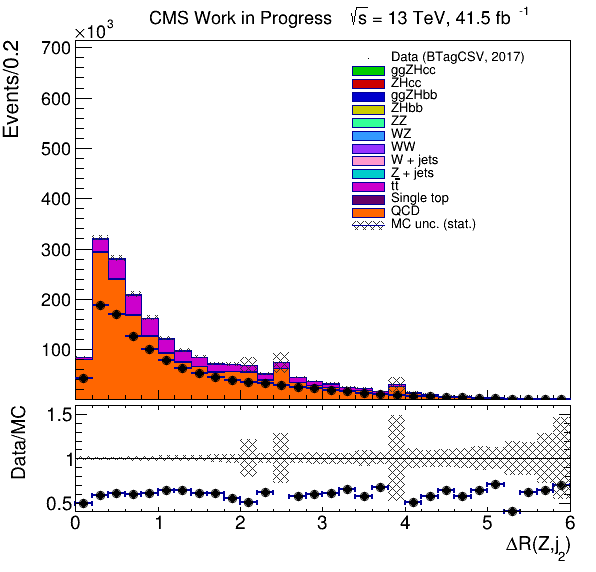 CMS Work in Progress √s = 13 TeV, 41.5 fb⁻¹
×10³
Events/0.2
700
600
500
400
300
200
100
Data (BTagCSV, 2017)
ggZHcc
ZHcc
ggZHbb
ZHbb
ZZ
WZ
WW
W + jets
Z + jets
tt̅
Single top
QCD
MC unc. (stat.)
Data/MC
1.5
1
0.5
0 1 2 3 4 5 6
ΔR(Z,j₂)